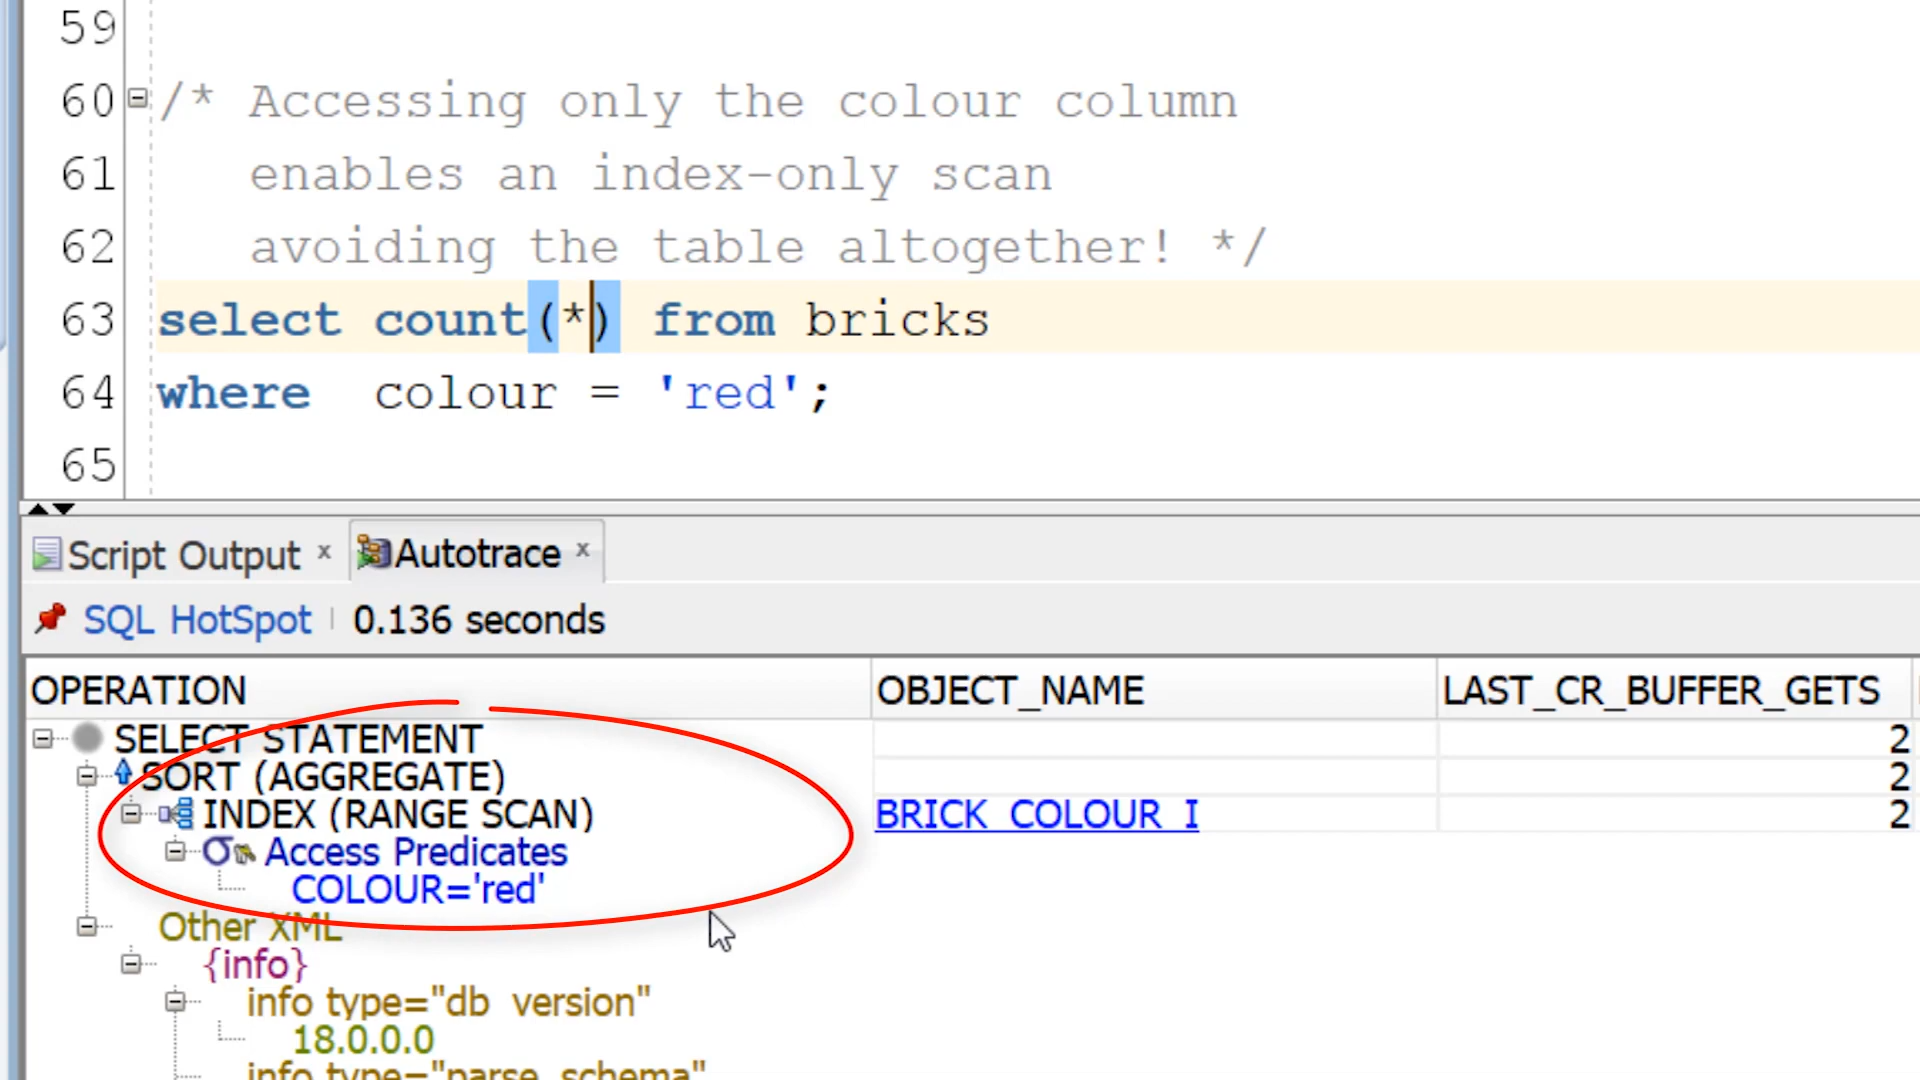 59
60 /* Accessing only the colour column
61 enables an index-only scan
62 avoiding the table altogether! */
63 select count(*) from bricks
64 where colour = 'red';
65
Script Output x Autotrace x
SQL HotSpot 0.136 seconds
OPERATION OBJECT_NAME LAST_CR_BUFFER_GETS
SELECT STATEMENT 2
SORT (AGGREGATE) 2
INDEX (RANGE SCAN) BRICK_COLOUR_I 2
Access Predicates
COLOUR='red'
Other XML
{info}
info type="db_version"
18.0.0.0
info type="parse_schema"